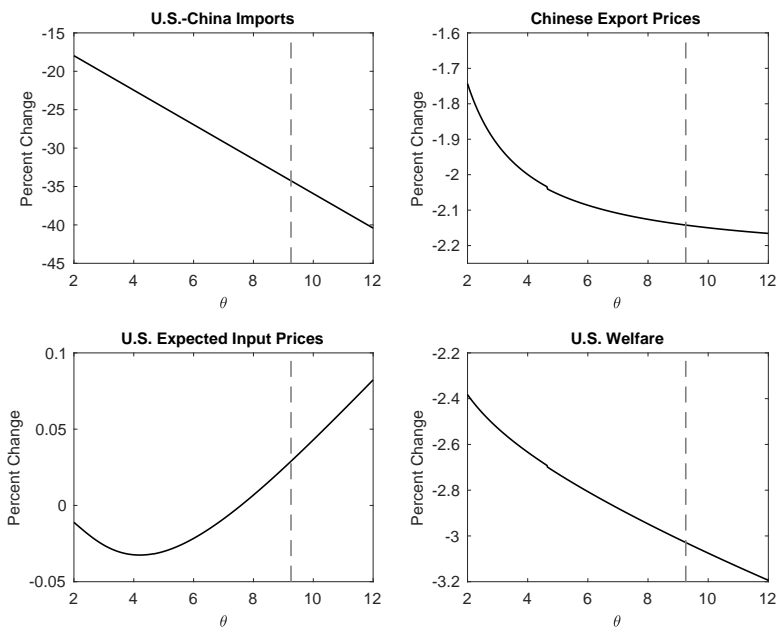 U.S.-China Imports
-15
-20
-25
-30
-35
-40
-45
Percent Change
2 4 6 8 10 12
θ
Chinese Export Prices
-1.6
-1.7
-1.8
-1.9
-2
-2.1
-2.2
Percent Change
2 4 6 8 10 12
θ
U.S. Expected Input Prices
0.1
0.05
0
-0.05
Percent Change
2 4 6 8 10 12
θ
U.S. Welfare
-2.2
-2.4
-2.6
-2.8
-3
-3.2
Percent Change
2 4 6 8 10 12
θ